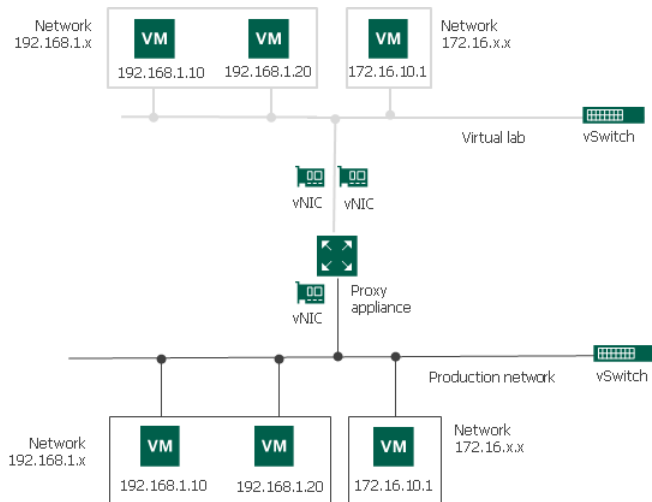 Network
192.168.1.x
VM
192.168.1.10
VM
192.168.1.20
VM
172.16.10.1
Network
172.16.x.x
Virtual lab
vSwitch
vNIC
vNIC
Proxy
appliance
vNIC
Production network
vSwitch
Network
192.168.1.x
VM
192.168.1.10
VM
192.168.1.20
VM
172.16.10.1
Network
172.16.x.x